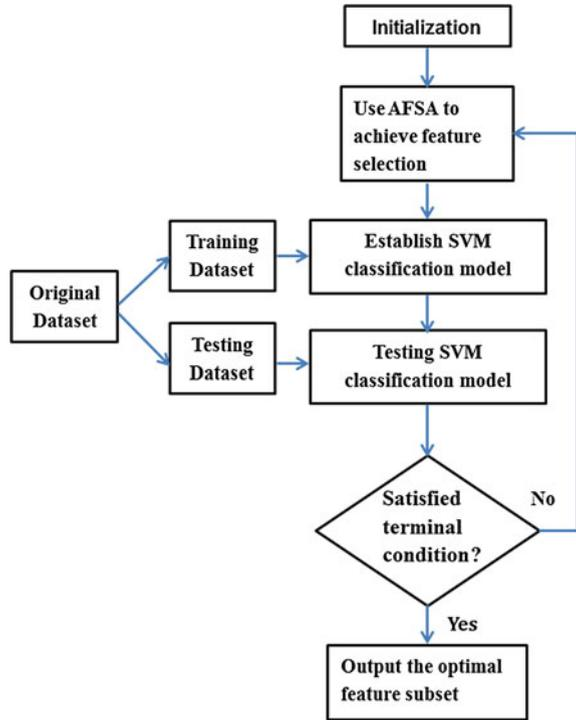 Initialization
Use AFSA to
achieve feature
selection
Training
Dataset
Establish SVM
classification model
Original
Dataset
Testing
Dataset
Testing SVM
classification model
Satisfied
terminal
condition?
No
Yes
Output the optimal
feature subset